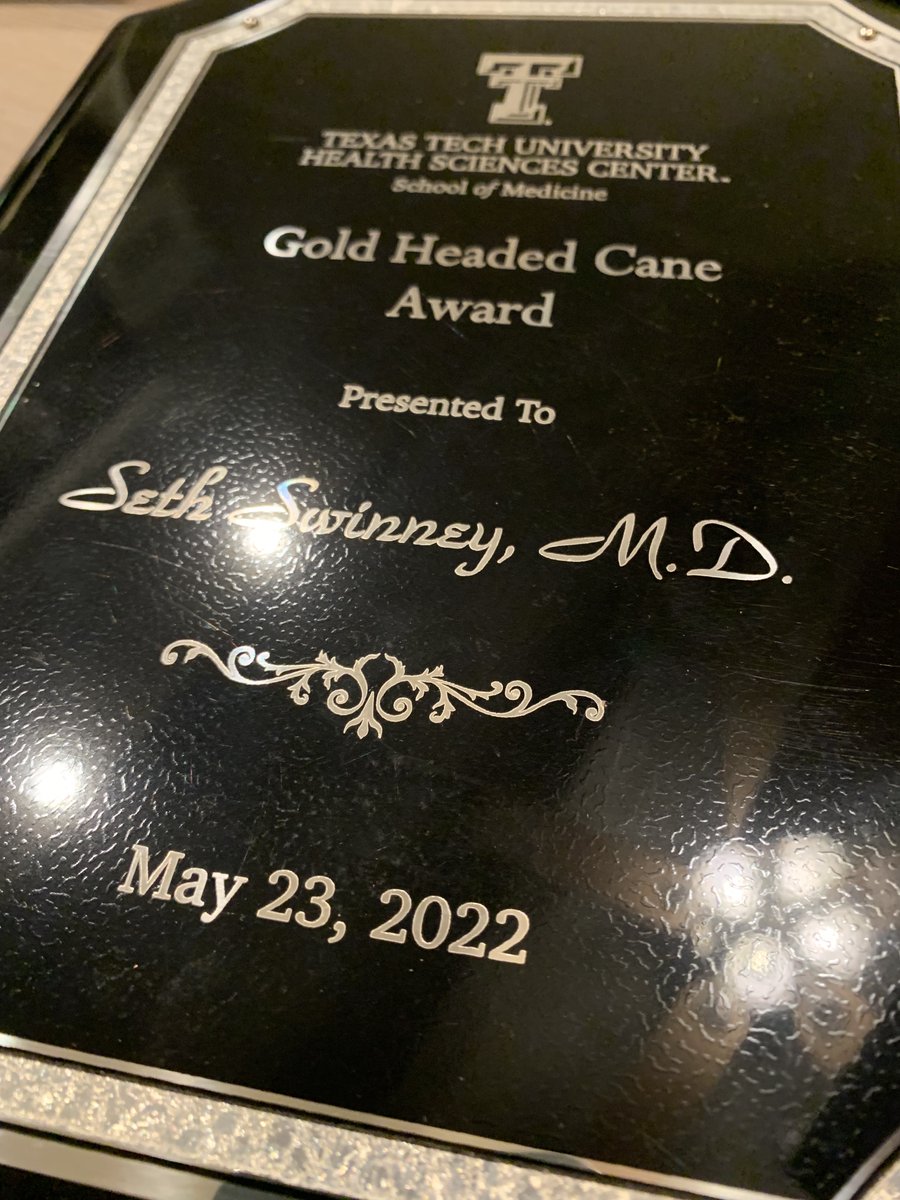 TEXAS TECH UNIVERSITY
HEALTH SCIENCES CENTER™
School of Medicine
Gold Headed Cane
Award
Presented To
Seth Swinney, M.D.
May 23, 2022